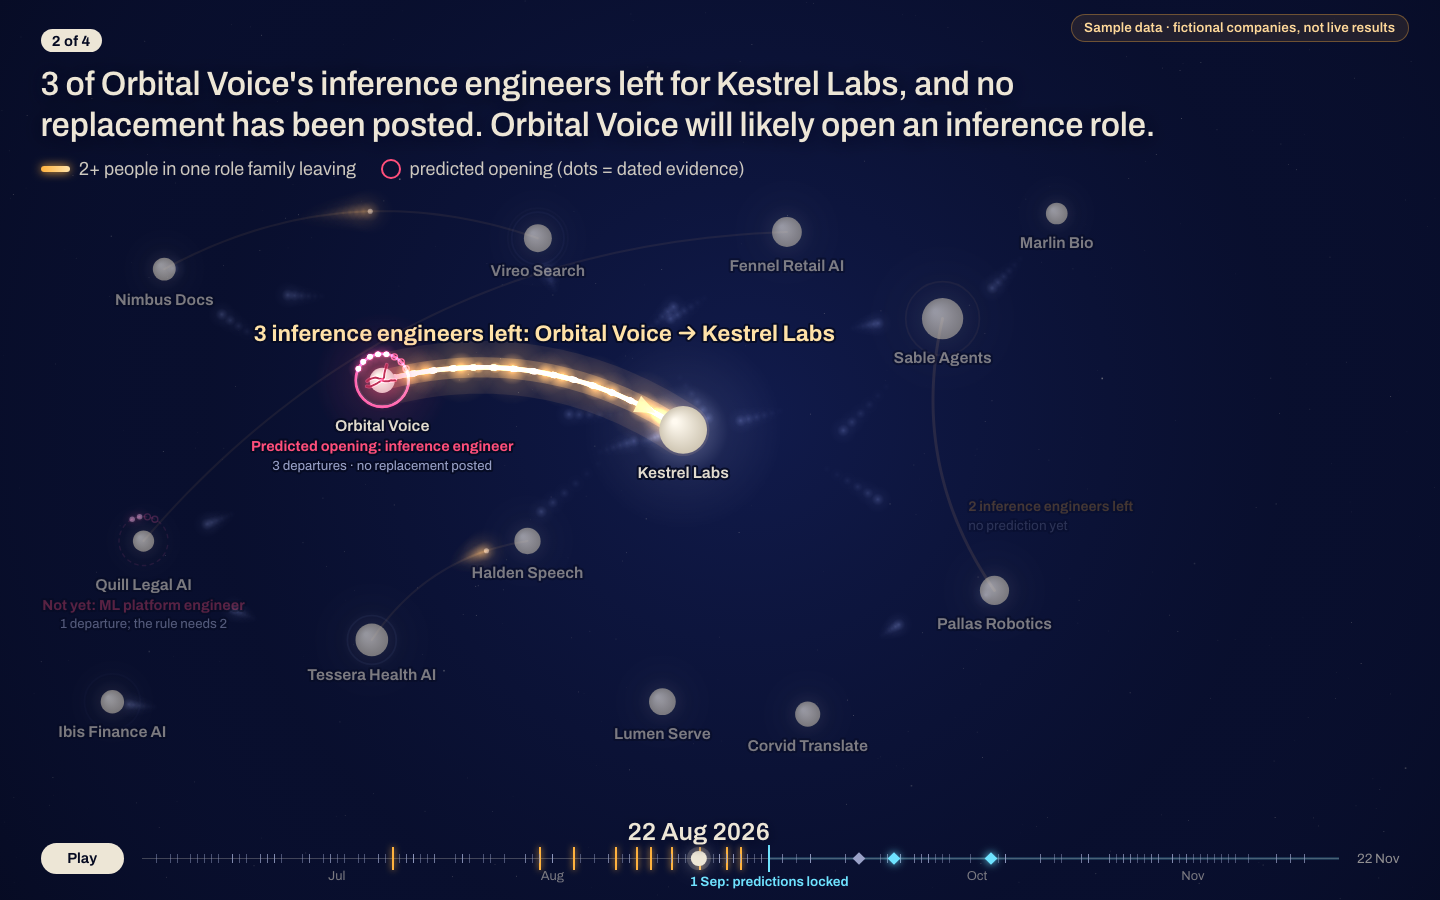 2 of 4
Sample data · fictional companies, not live results
3 of Orbital Voice's inference engineers left for Kestrel Labs, and no
replacement has been posted. Orbital Voice will likely open an inference role.
2+ people in one role family leaving
predicted opening (dots = dated evidence)
Marlin Bio
Vireo Search
Fennel Retail AI
Nimbus Docs
3 inference engineers left: Orbital Voice → Kestrel Labs
Sable Agents
Orbital Voice
Predicted opening: inference engineer
3 departures · no replacement posted
Kestrel Labs
2 inference engineers left
no prediction yet
Halden Speech
Quill Legal AI
Not yet: ML platform engineer
1 departure; the rule needs 2
Pallas Robotics
Tessera Health AI
Ibis Finance AI
Lumen Serve
Corvid Translate
22 Aug 2026
Play
22 Nov
Jul
Aug
1 Sep: predictions locked
Oct
Nov